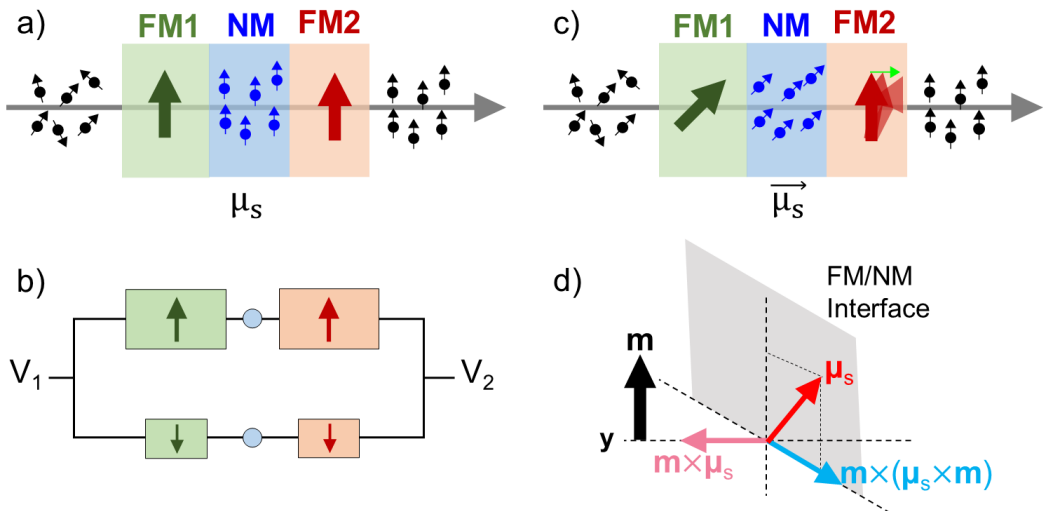 a)
FM1 NM FM2
μs
b)
V1
V2
c)
FM1 NM FM2
μs
d)
FM/NM
Interface
m
μs
y
m×μs
m×(μs×m)